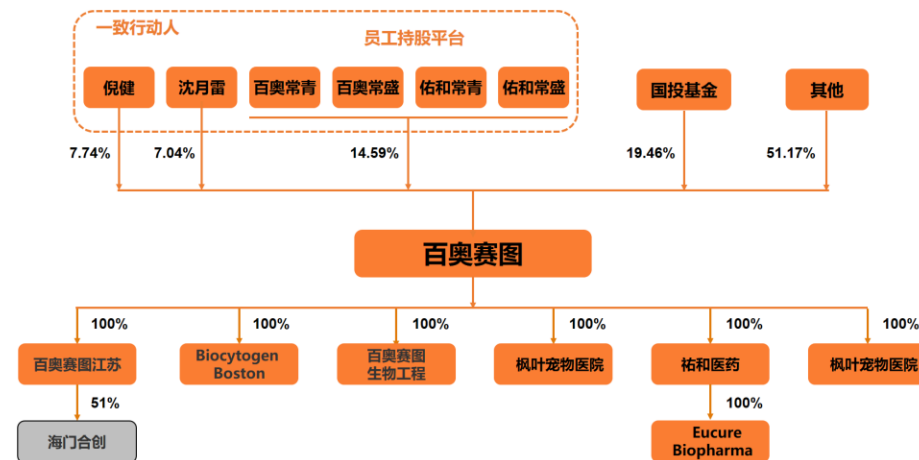 一致行动人
员工持股平台
倪健
沈月雷
百奥常青
百奥常盛
佑和常青
佑和常盛
国投基金
其他
7.74%
7.04%
14.59%
19.46%
51.17%
百奥赛图
100%
100%
100%
100%
100%
100%
百奥赛图江苏
Biocytogen
Boston
百奥赛图
生物工程
枫叶宠物医院
祐和医药
枫叶宠物医院
51%
100%
海门合创
Eucure
Biopharma